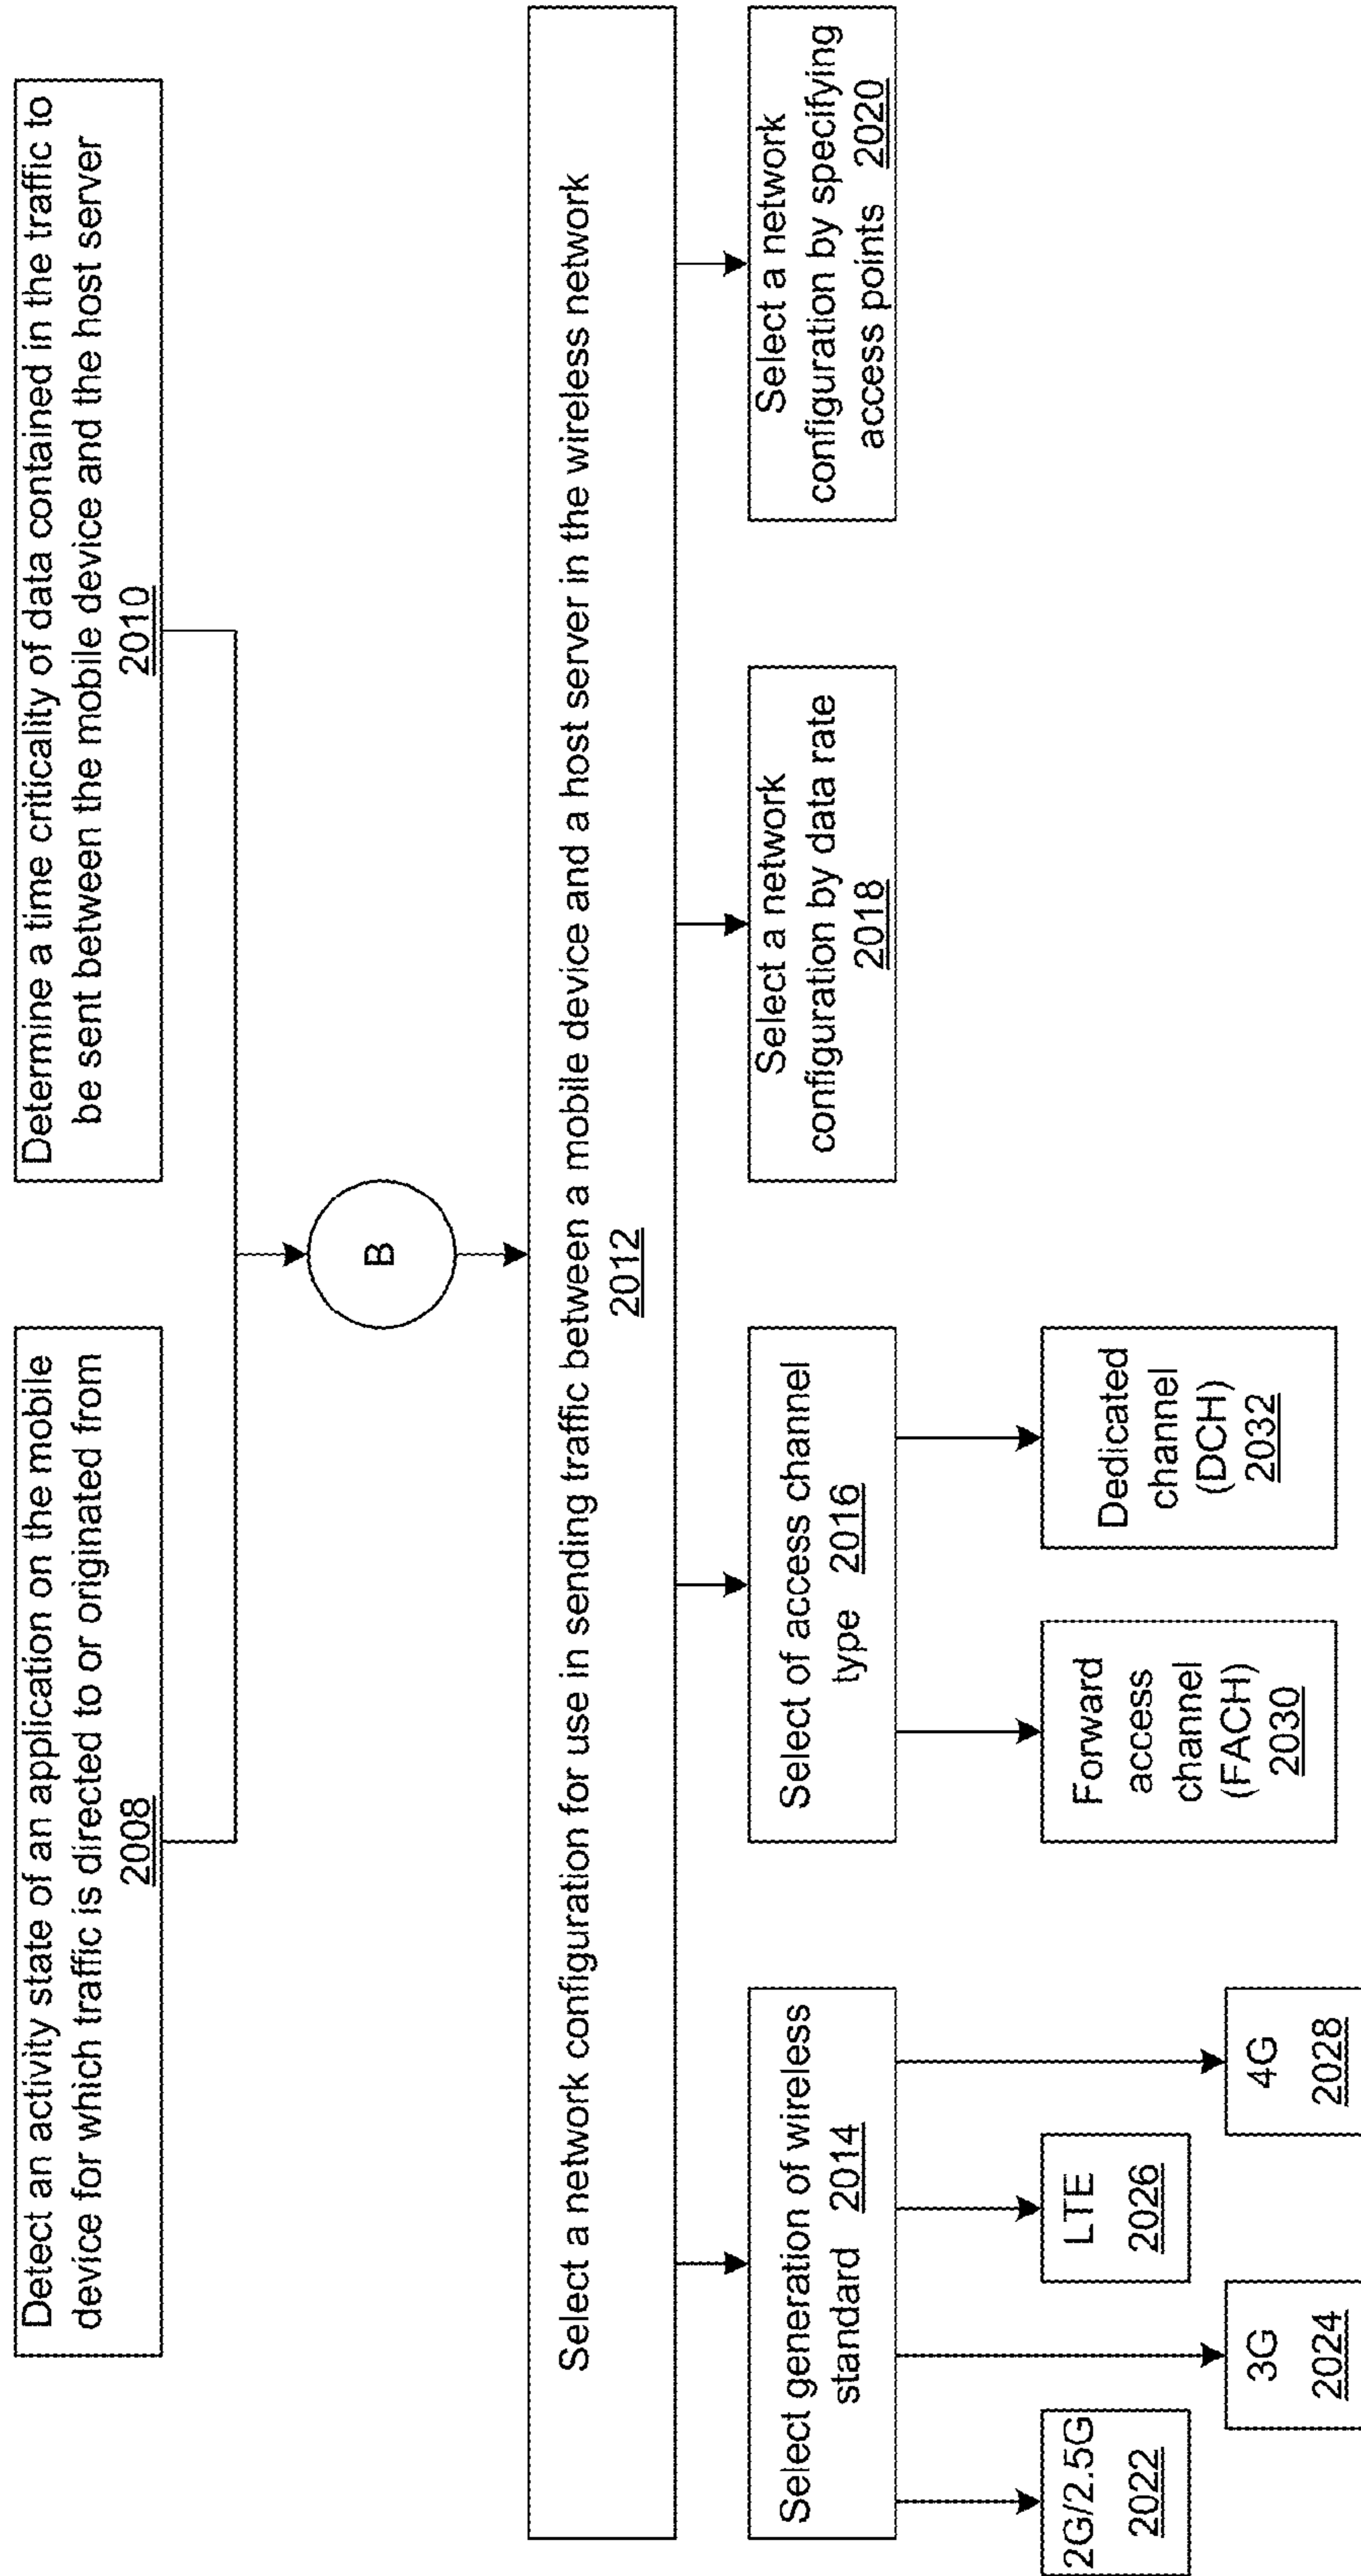 Detect an activity state of an application on the mobile
device for which traffic is directed to or originated from
2008
Determine a time criticality of data contained in the traffic to
be sent between the mobile device and the host server
2010
B
Select a network configuration for use in sending traffic between a mobile device and a host server in the wireless network
2012
Select generation of wireless
standard 2014
Select of access channel
type 2016
Select a network
configuration by data rate
2018
Select a network
configuration by specifying
access points 2020
2G/2.5G
2022
3G
2024
LTE
2026
4G
2028
Forward
access
channel
(FACH)
2030
Dedicated
channel
(DCH)
2032